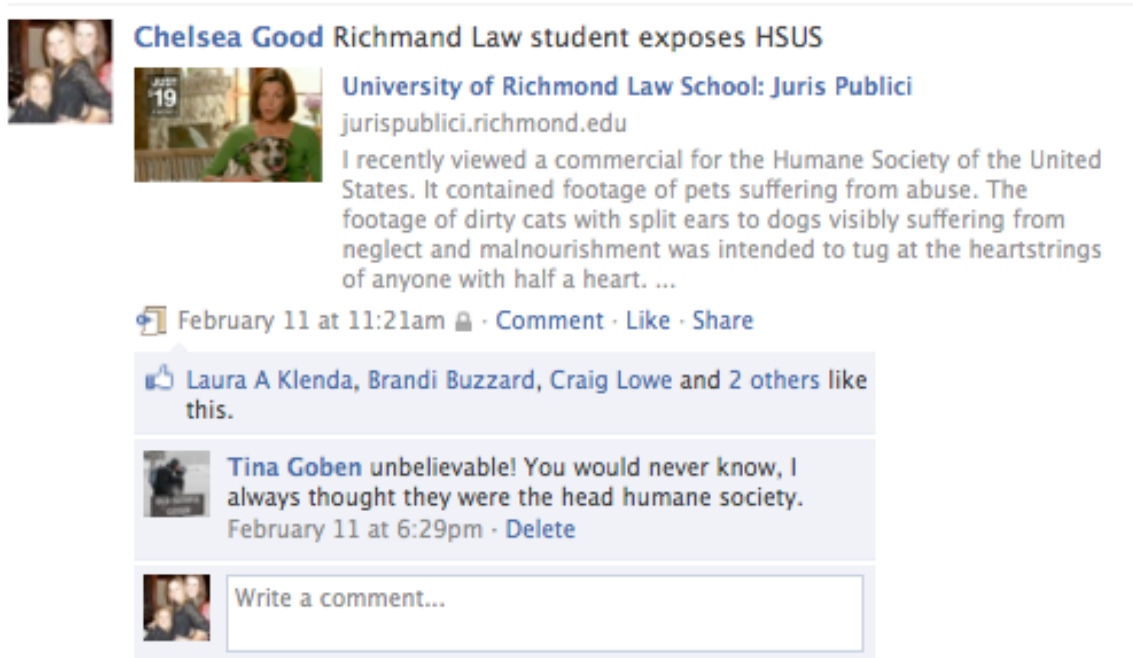 Chelsea Good Richmand Law student exposes HSUS
JUST
$19
University of Richmond Law School: Juris Publici
jurispublici.richmond.edu
I recently viewed a commercial for the Humane Society of the United
States. It contained footage of pets suffering from abuse. The
footage of dirty cats with split ears to dogs visibly suffering from
neglect and malnourishment was intended to tug at the heartstrings
of anyone with half a heart. ...
February 11 at 11:21am · Comment · Like · Share
Laura A Klenda, Brandi Buzzard, Craig Lowe and 2 others like
this.
Tina Goben unbelievable! You would never know, I
always thought they were the head humane society.
February 11 at 6:29pm · Delete
Write a comment...